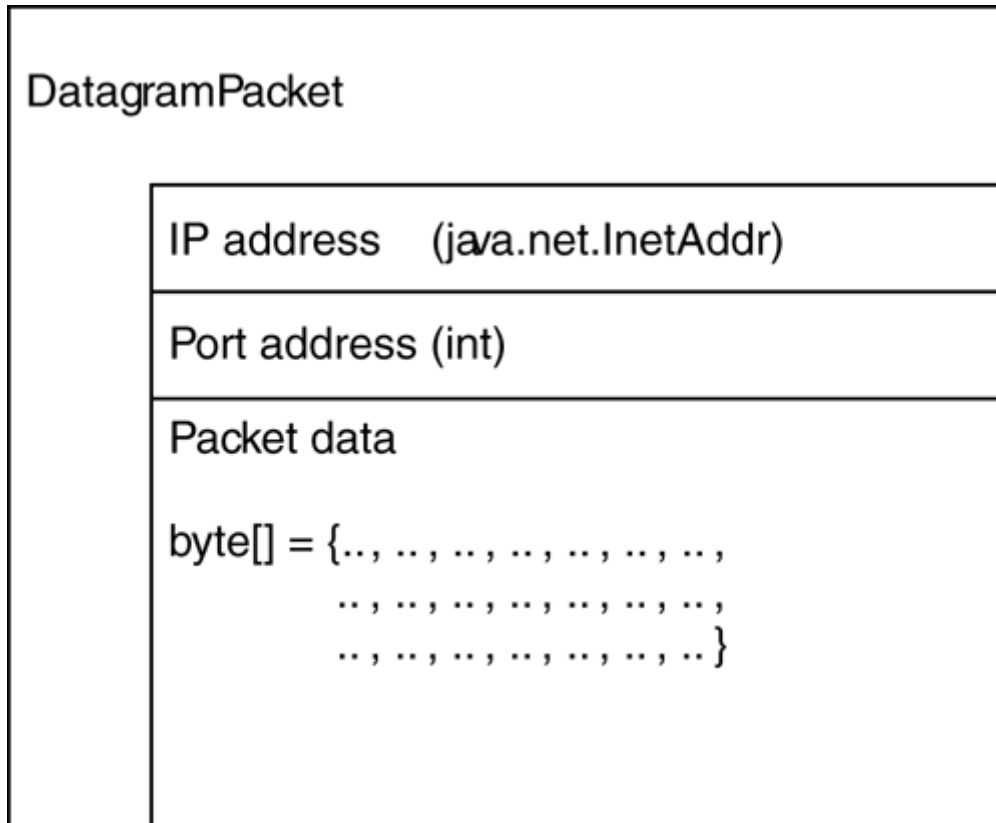 DatagramPacket
IP address (java.net.InetAddr)
Port address (int)
Packet data
byte[] = {.. , .. , .. , .. , .. , .. , .. ,
.. , .. , .. , .. , .. , .. , .. ,
.. , .. , .. , .. , .. , .. , .. }